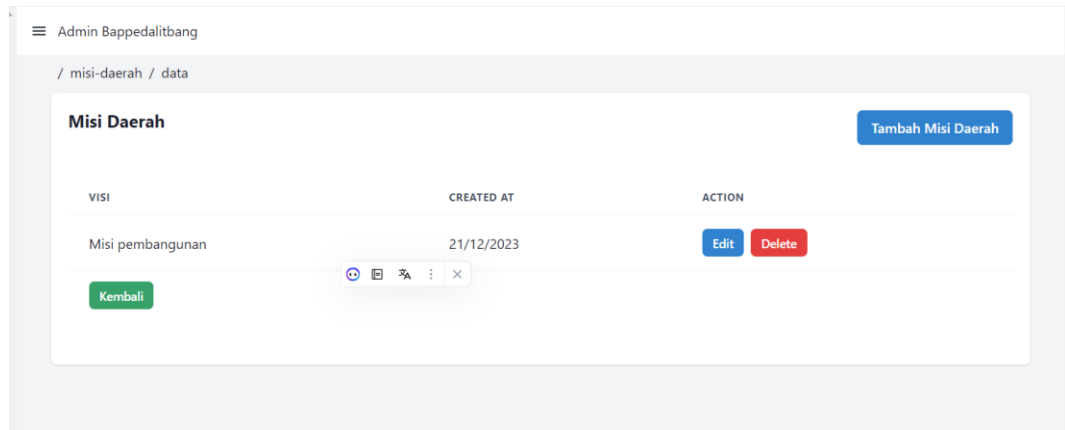 Admin Bappedalitbang
/ misi-daerah / data
Misi Daerah
Tambah Misi Daerah
VISI CREATED AT ACTION
Misi pembangunan 21/12/2023 Edit Delete
Kembali